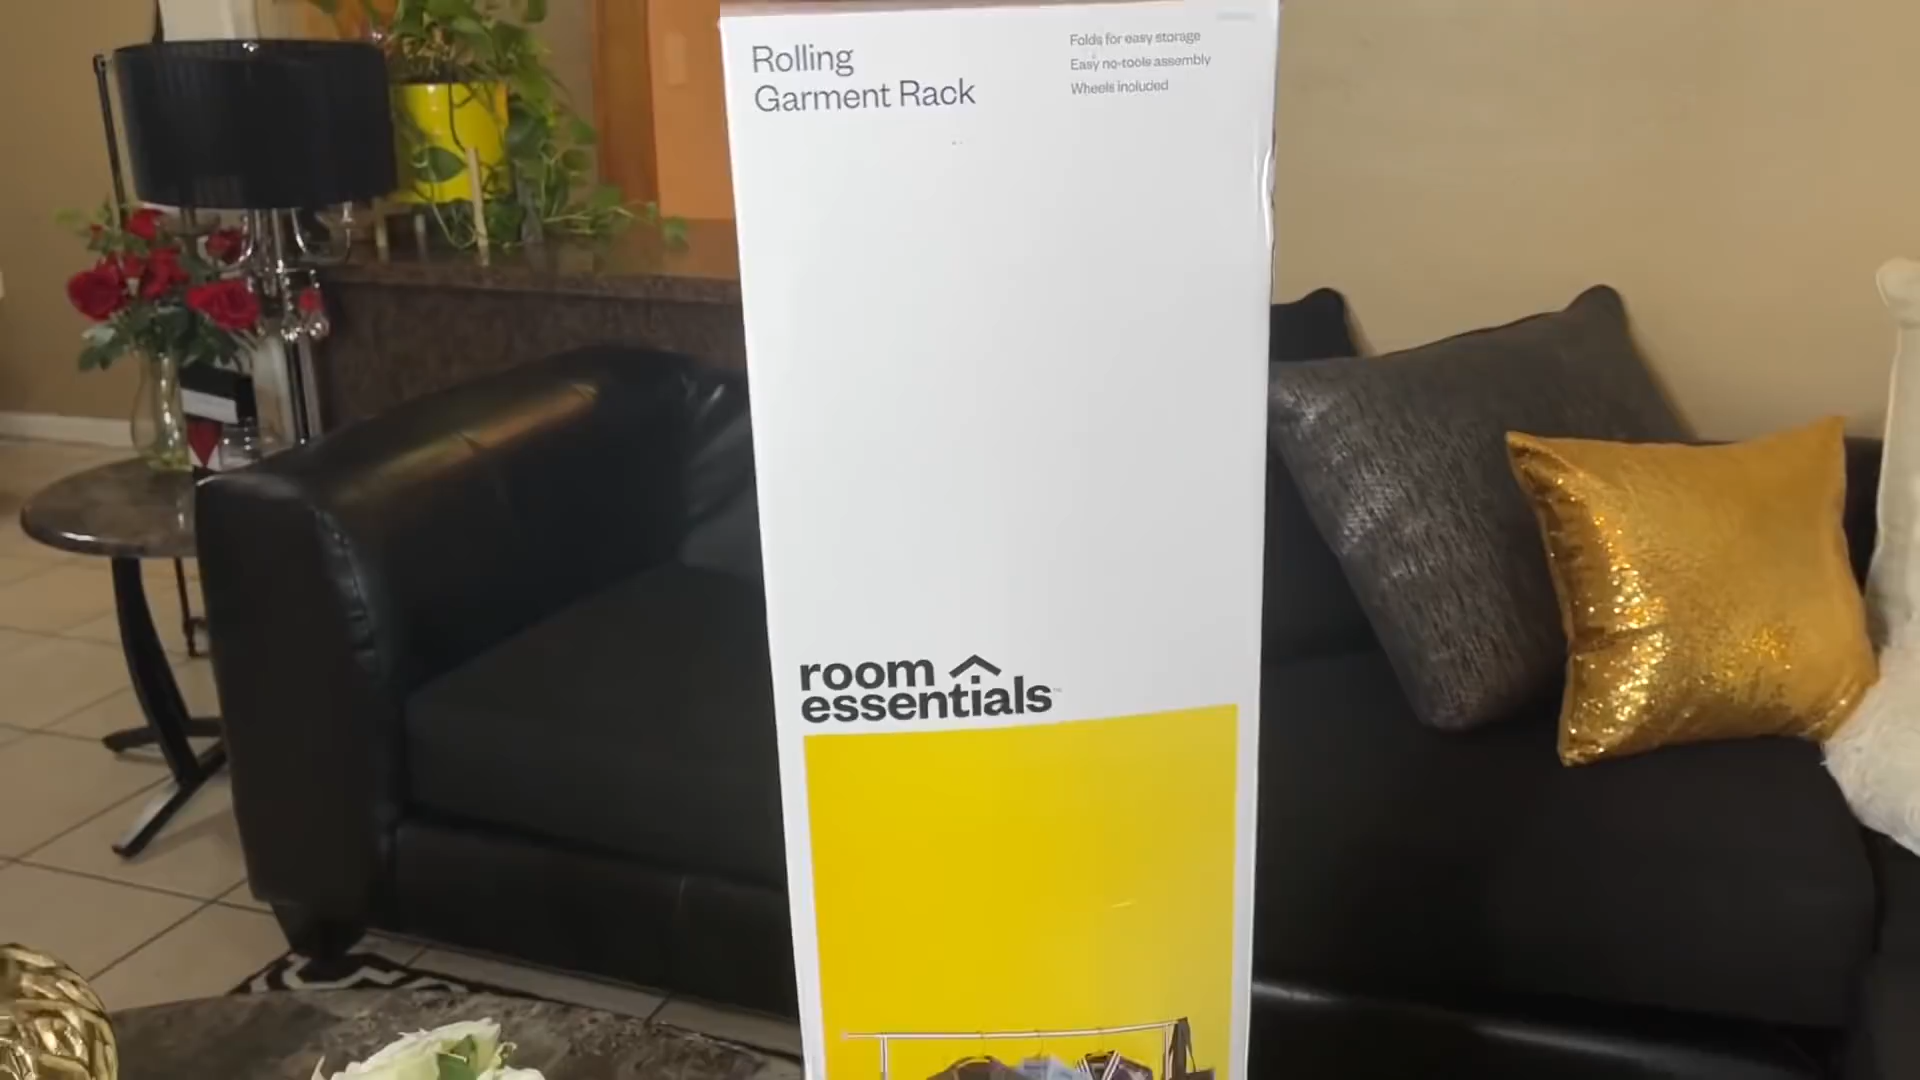 Rolling
Garment Rack
Folds for easy storage
Easy no-tools assembly
Wheels included
room
essentials